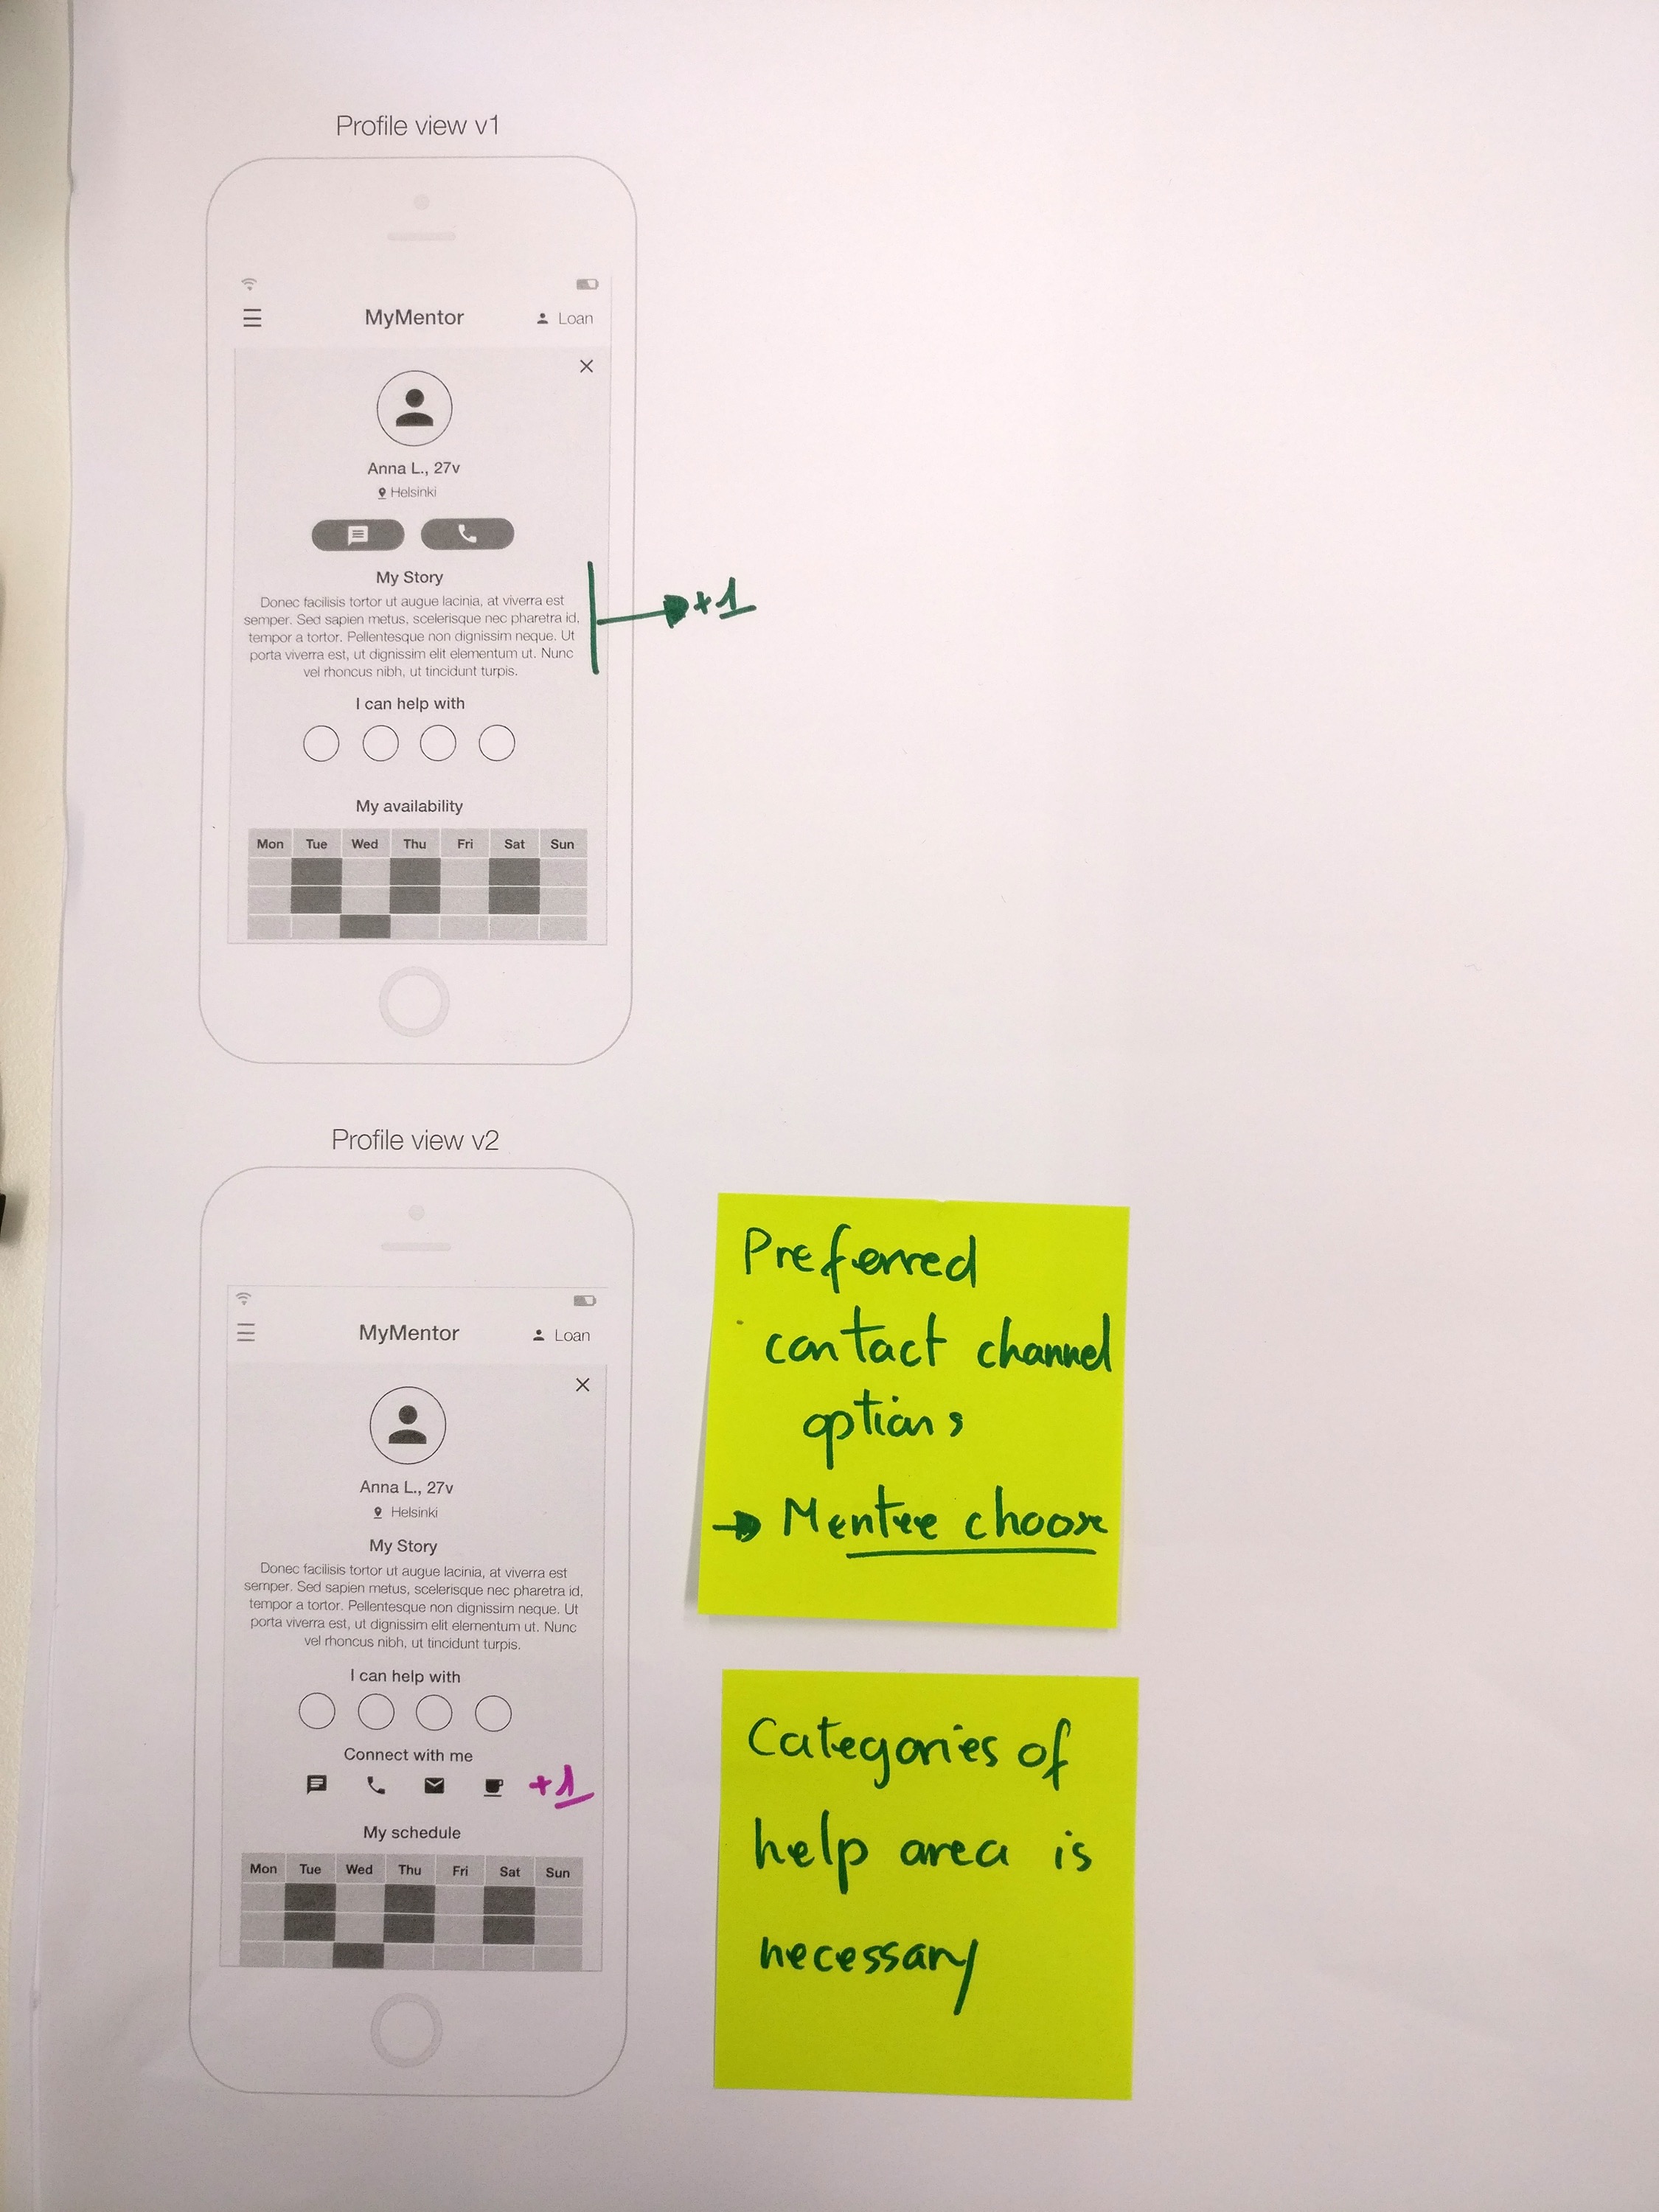 Profile view v1
MyMentor
Loan
Anna L., 27v
Helsinki
My Story
Donec facilisis tortor ut augue lacinia, at viverra est
semper. Sed sapien metus, scelerisque nec pharetra id,
tempor a tortor. Pellentesque non dignissim neque. Ut
porta viverra est, ut dignissim elit elementum ut. Nunc
vel rhoncus nibh, ut tincidunt turpis.
+1
I can help with
My availability
Mon Tue Wed Thu Fri Sat Sun
Profile view v2
MyMentor
Loan
Anna L., 27v
Helsinki
My Story
Donec facilisis tortor ut augue lacinia, at viverra est
semper. Sed sapien metus, scelerisque nec pharetra id,
tempor a tortor. Pellentesque non dignissim neque. Ut
porta viverra est, ut dignissim elit elementum ut. Nunc
vel rhoncus nibh, ut tincidunt turpis.
I can help with
Connect with me
+1
My schedule
Mon Tue Wed Thu Fri Sat Sun
Preferred
contact channel
options
→ Mentee choose
Categories of
help area is
necessary